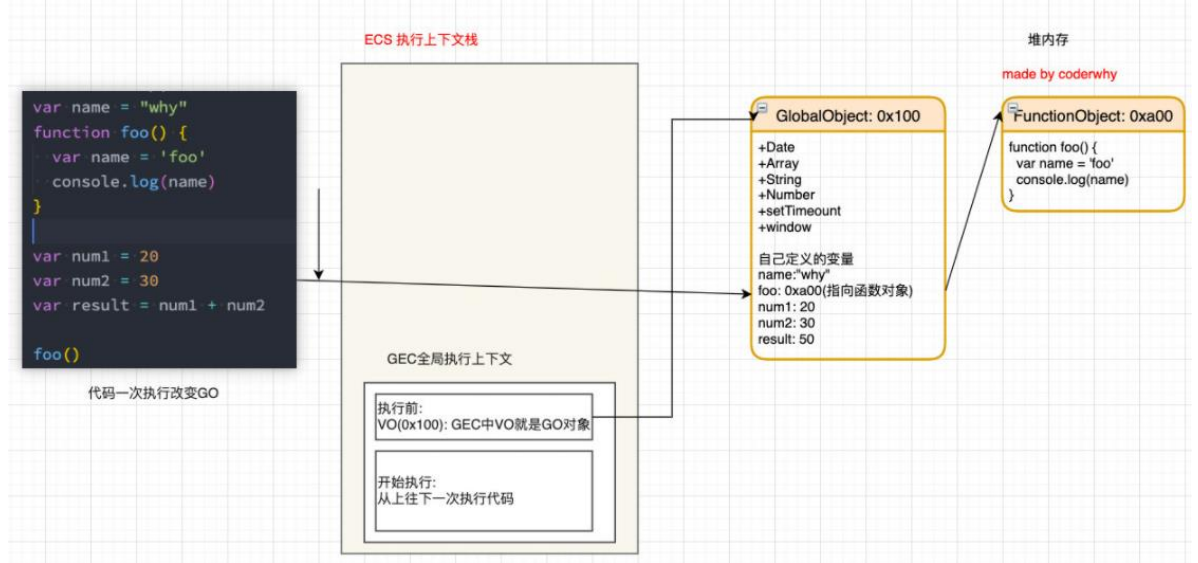 ECS 执行上下文栈
堆内存
made by coderwhy
var name = "why"
function foo() {
var name = 'foo'
console.log(name)
}
var num1 = 20
var num2 = 30
var result = num1 + num2
foo()
代码一次执行改变GO
GEC全局执行上下文
执行前:
VO(0x100): GEC中VO就是GO对象
开始执行:
从上往下一次执行代码
GlobalObject: 0x100
+Date
+Array
+String
+Number
+setTimeount
+window
自己定义的变量
name:"why"
foo: 0xa00(指向函数对象)
num1: 20
num2: 30
result: 50
FunctionObject: 0xa00
function foo() {
var name = 'foo'
console.log(name)
}